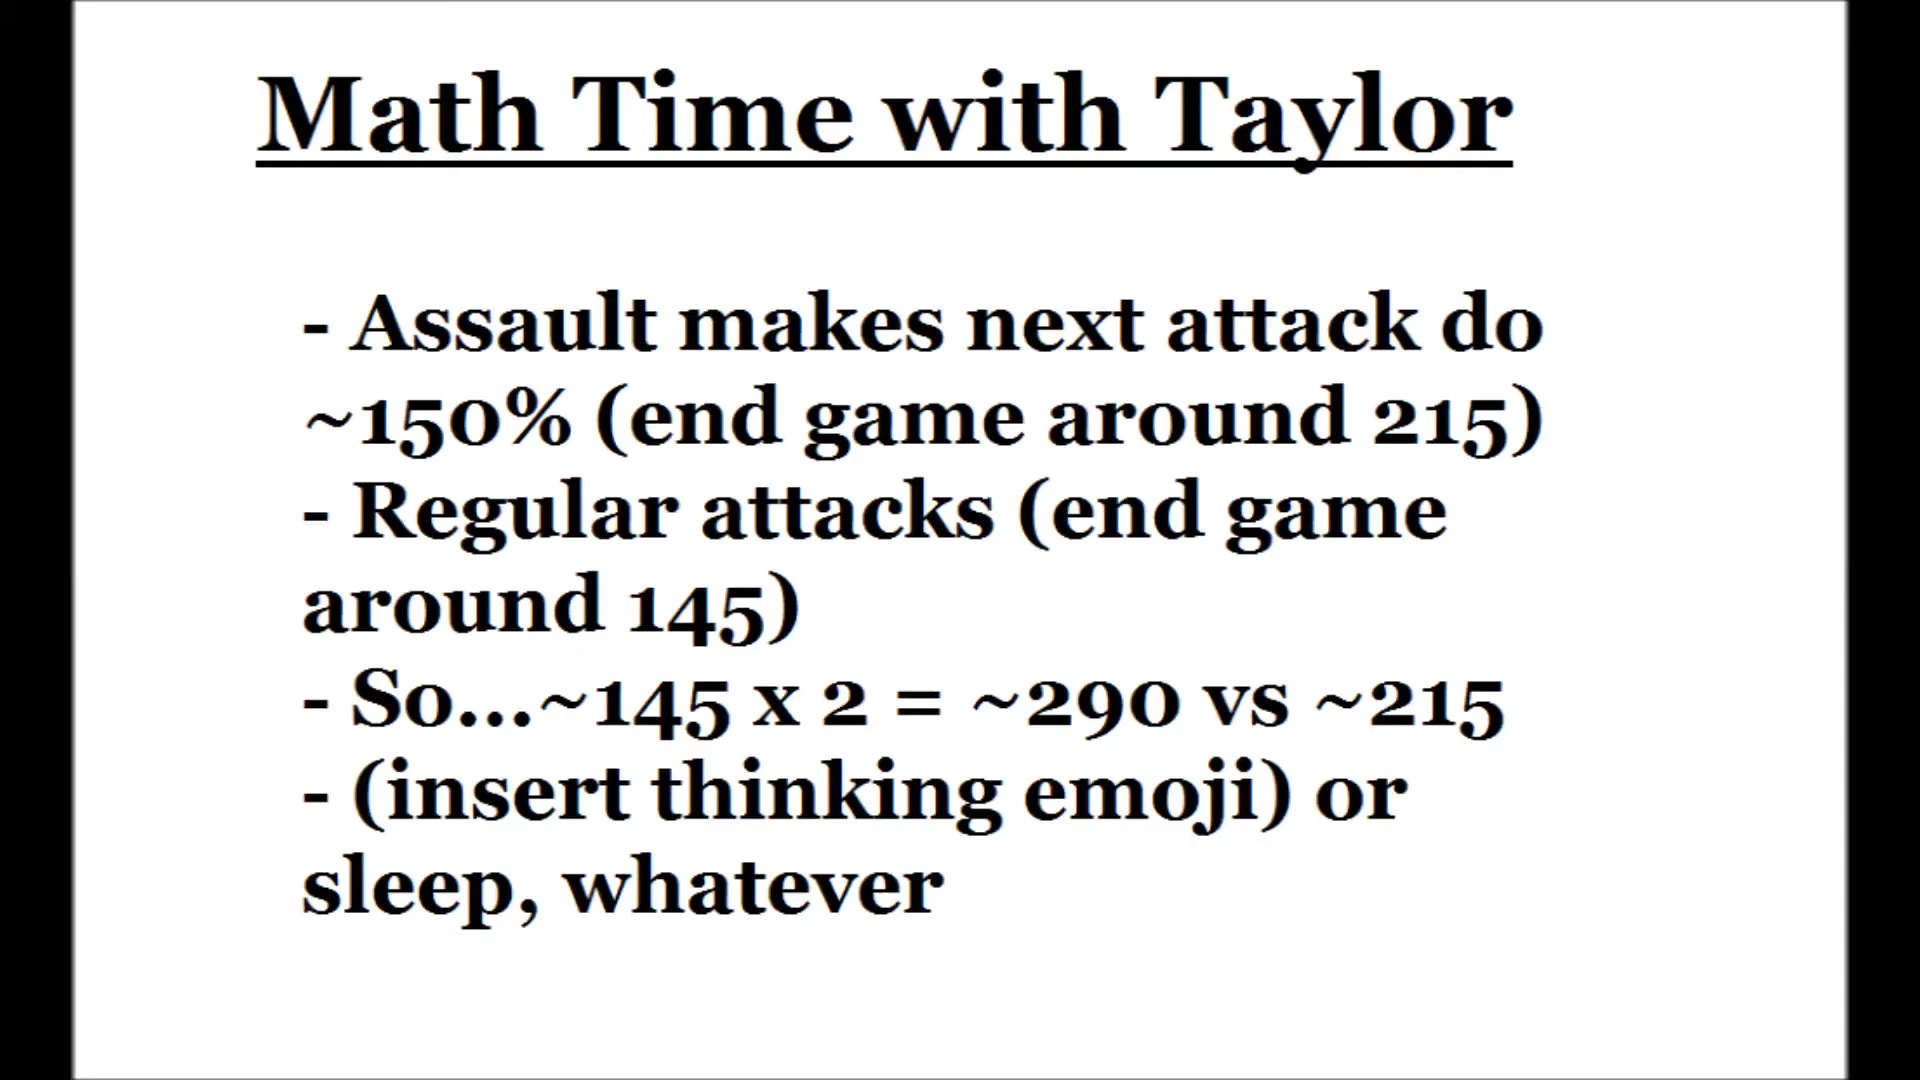 Math Time with Taylor
- Assault makes next attack do
~150% (end game around 215)
- Regular attacks (end game
around 145)
- So...~145 x 2 = ~290 vs ~215
- (insert thinking emoji) or
sleep, whatever